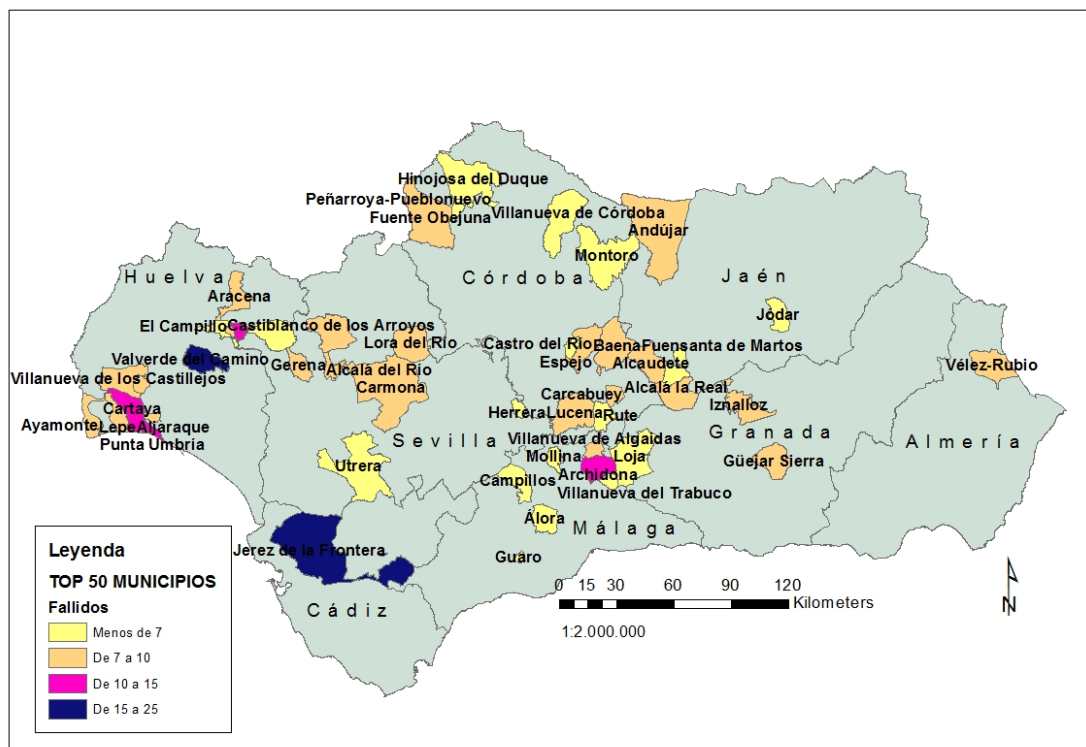 Hinojosa del Duque
Peñarroya-Pueblonuevo
Villanueva de Córdoba
Fuente Obejuna
Andújar
Montoro
Huelva
Córdoba
Jaén
Aracena
Jódar
El Campillo
Castiblanco de los Arroyos
Lora del Río
Castro del Río
Baena
Fuensanta de Martos
Valverde del Camino
Gerena
Espejo
Alcaudete
Vélez-Rubio
Alcalá del Río
Villanueva de los Castillejos
Carmona
Carcabuey
Alcalá la Real
Iznalloz
Cartaya
Herrera
Lucena
Rute
Ayamonte
Lepe
Aljaraque
Granada
Punta Umbría
Sevilla
Villanueva de Algaidas
Almería
Mollina
Loja
Güejar Sierra
Utrera
Archidona
Campillos
Villanueva del Trabuco
Álora
Málaga
Jerez de la Frontera
Guaro
Cádiz
Leyenda
TOP 50 MUNICIPIOS
Fallidos
Menos de 7
De 7 a 10
De 10 a 15
De 15 a 25
0 15 30 60 90 120
Kilometers
1:2.000.000
N